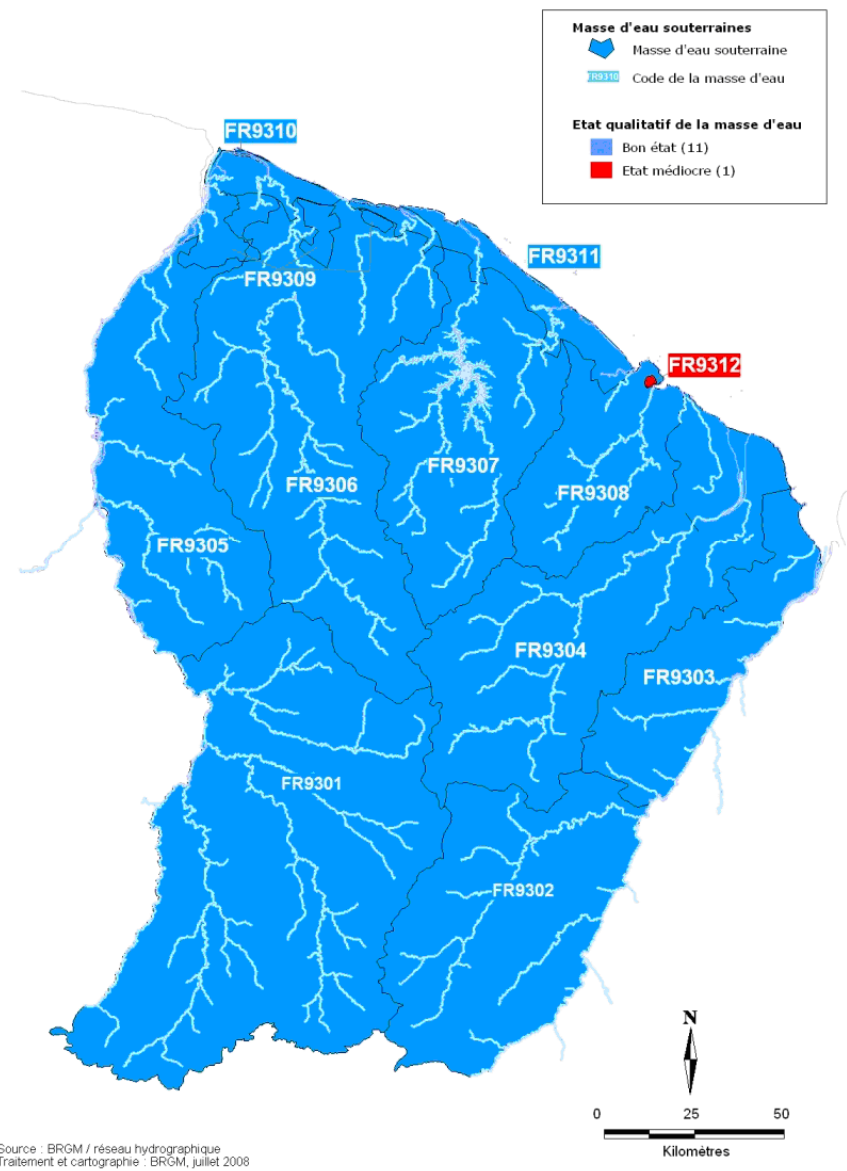 Masse d'eau souterraines
Masse d'eau souterraine
FR9310 Code de la masse d'eau
Etat qualitatif de la masse d'eau
Bon état (11)
Etat médiocre (1)
FR9310
FR9311
FR9309
FR9312
FR9307
FR9306
FR9308
FR9305
FR9304
FR9303
FR9301
FR9302
N
0 25 50
Kilomètres
Source : BRGM / réseau hydrographique
Traitement et cartographie : BRGM, juillet 2008